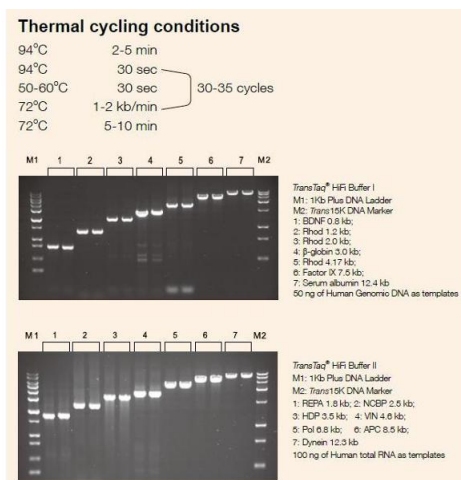 Thermal cycling conditions
94°C 2-5 min
94°C 30 sec
50-60°C 30 sec 30-35 cycles
72°C 1-2 kb/min
72°C 5-10 min
M1 1 2 3 4 5 6 7 M2
TransTaq® HiFi Buffer I
M1: 1Kb Plus DNA Ladder
M2: Trans15K DNA Marker
1: BDNF 0.8 kb;
2: Rhod 1.2 kb;
3: Rhod 2.0 kb;
4: β-globin 3.0 kb;
5: Rhod 4.17 kb;
6: Factor IX 7.5 kb;
7: Serum albumin 12.4 kb
50 ng of Human Genomic DNA as templates
M1 1 2 3 4 5 6 7 M2
TransTaq® HiFi Buffer II
M1: 1Kb Plus DNA Ladder
M2: Trans15K DNA Marker
1: REPA 1.8 kb; 2: NCBP 2.5 kb;
3: HDP 3.5 kb; 4: VIN 4.6 kb;
5: Pol 6.8 kb; 6: APC 8.5 kb;
7: Dynein 12.3 kb
100 ng of Human total RNA as templates